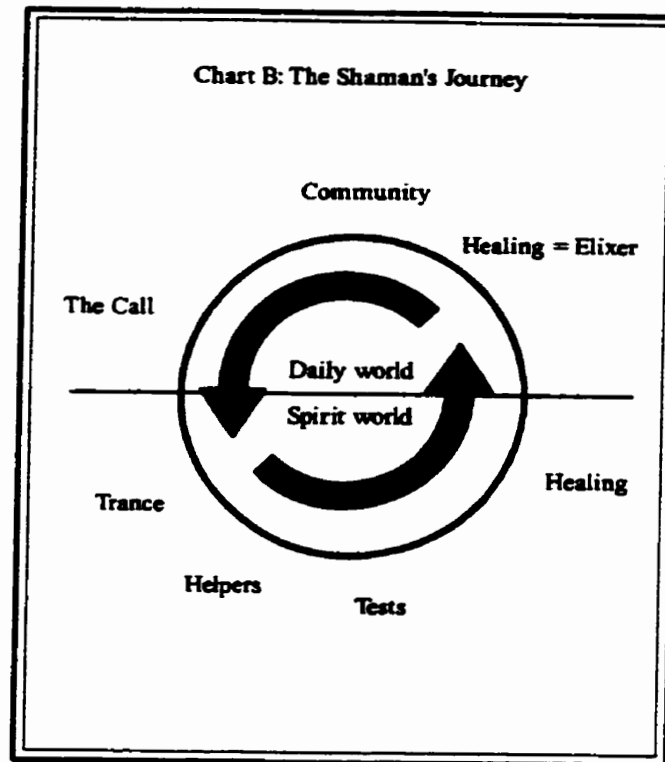 Chart B: The Shaman's Journey
Community
Healing = Elixer
The Call
Daily world
Spirit world
Healing
Trance
Helpers
Tests